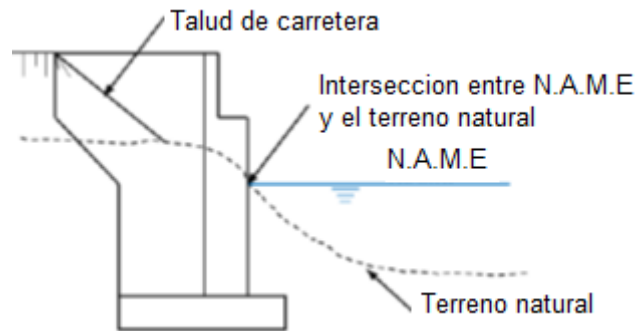 Talud de carretera
Interseccion entre N.A.M.E
y el terreno natural
N.A.M.E
Terreno natural